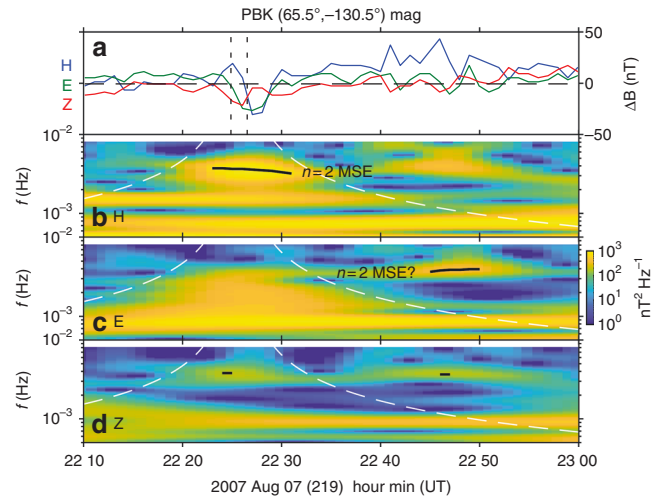 PBK (65.5°,–130.5°) mag
a
H
E
Z
50
0
–50
ΔB (nT)
10⁻²
f (Hz)
n = 2 MSE
10⁻³
b H
10⁻²
f (Hz)
n = 2 MSE?
10⁻³
c E
10³
10²
10¹
10⁰
nT² Hz⁻¹
10⁻²
f (Hz)
10⁻³
d Z
22 10 22 20 22 30 22 40 22 50 23 00
2007 Aug 07 (219) hour min (UT)